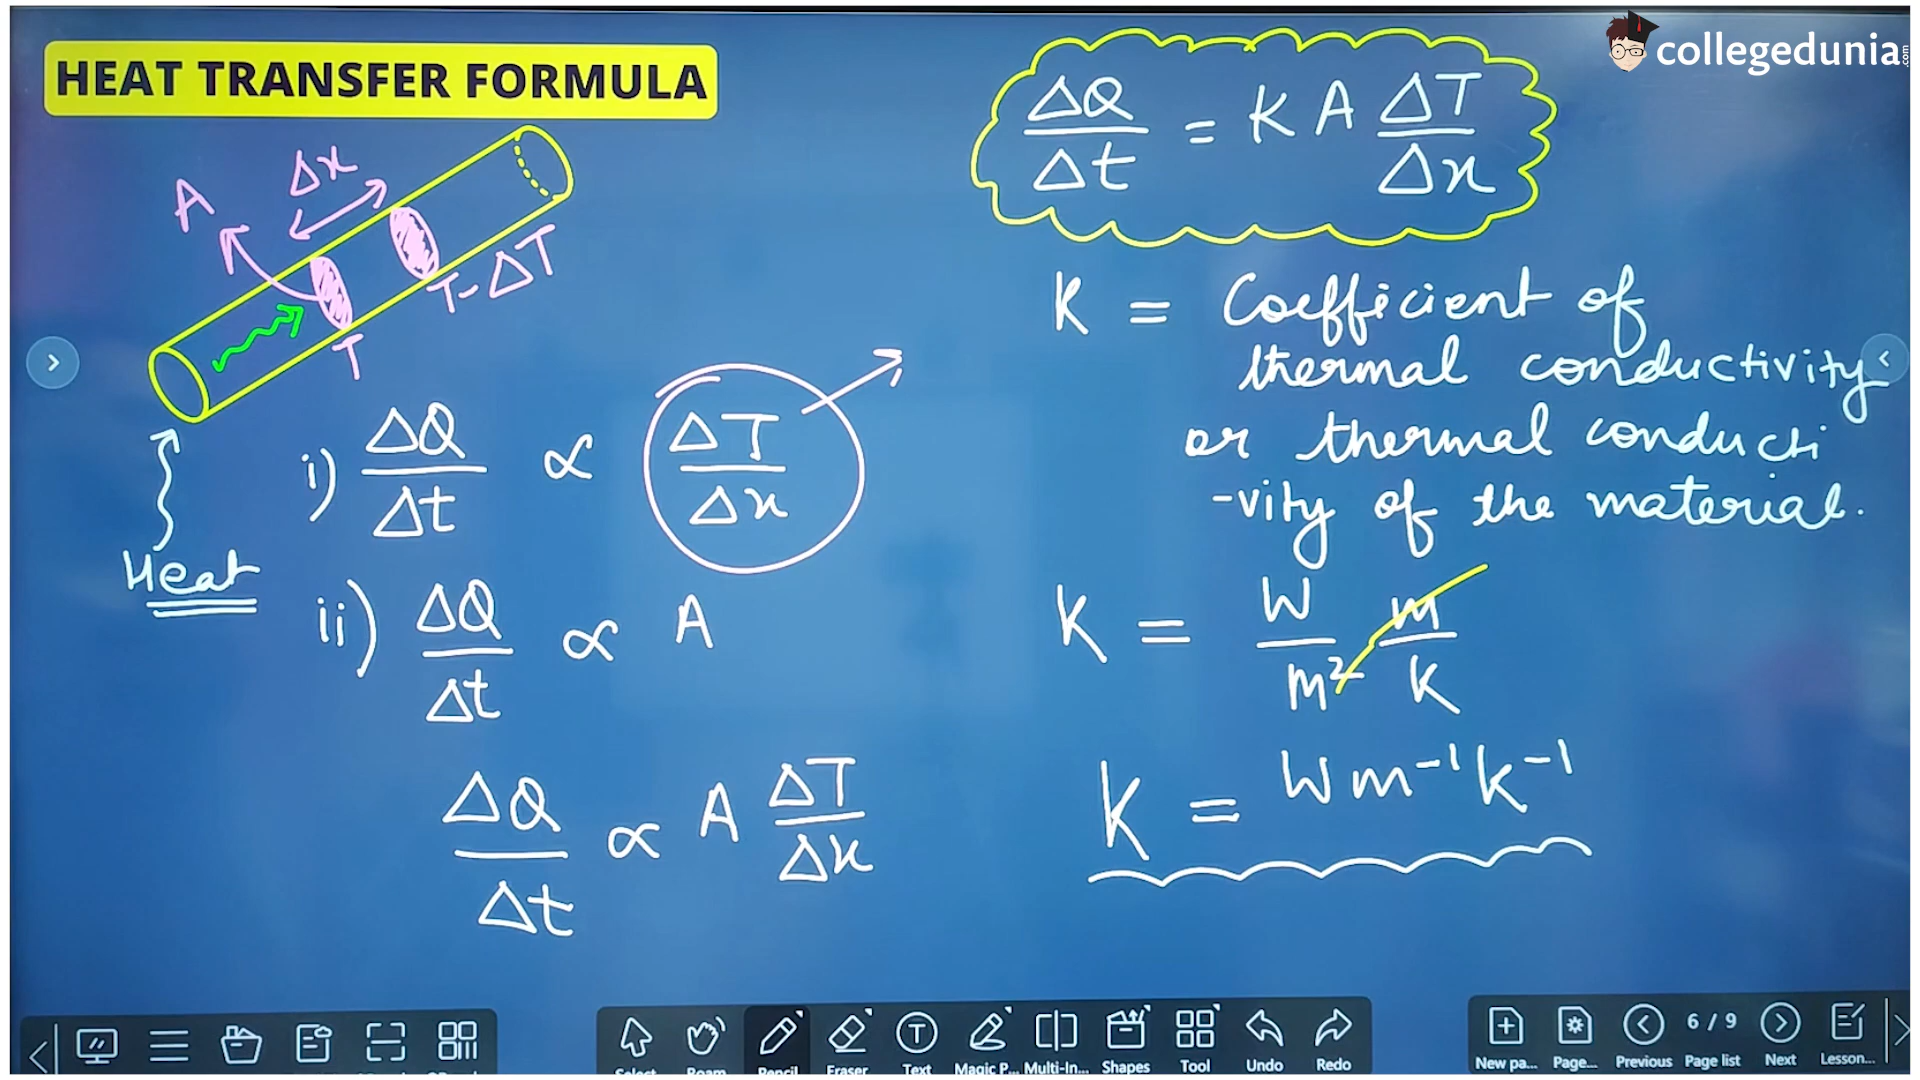 HEAT TRANSFER FORMULA
collegedunia
.com
ΔQ/Δt = K A ΔT/Δx
Δx
A
T-ΔT
T
Heat
K = Coefficient of
thermal conductivity
or thermal conducti
-vity of the material.
i) ΔQ/Δt ∝ ΔT/Δx
ii) ΔQ/Δt ∝ A
ΔQ/Δt ∝ A ΔT/Δx
K = W/m² m/K
K = Wm⁻¹K⁻¹
Roam
Pencil
Eraser
Text
Magic P...
Multi-In...
Shapes
Tool
Undo
Redo
New pa...
Page...
Previous
6 / 9
Page list
Next
Lesson...